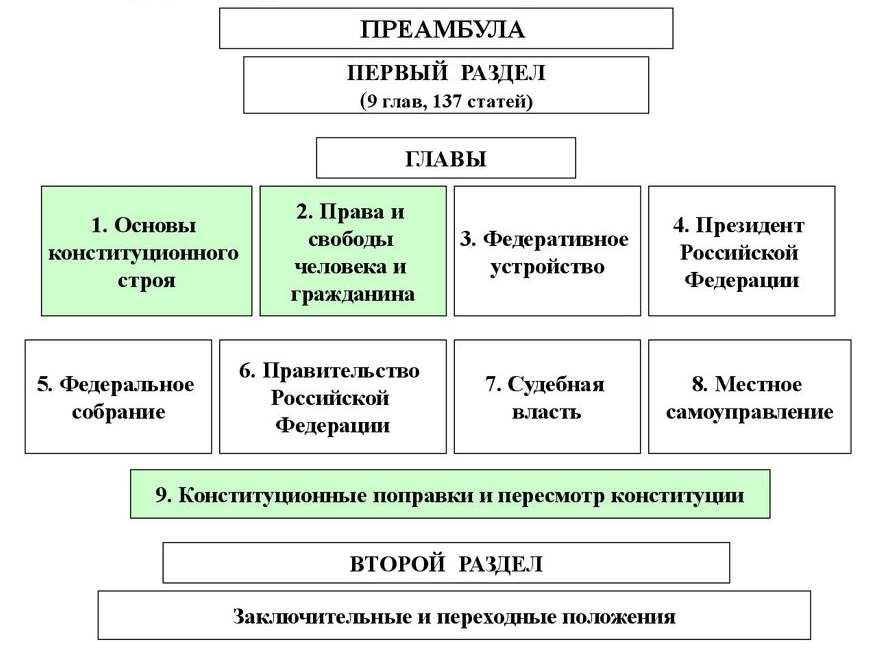 ПРЕАМБУЛА
ПЕРВЫЙ РАЗДЕЛ
(9 глав, 137 статей)
ГЛАВЫ
1. Основы
конституционного
строя
2. Права и
свободы
человека и
гражданина
3. Федеративное
устройство
4. Президент
Российской
Федерации
5. Федеральное
собрание
6. Правительство
Российской
Федерации
7. Судебная
власть
8. Местное
самоуправление
9. Конституционные поправки и пересмотр конституции
ВТОРОЙ РАЗДЕЛ
Заключительные и переходные положения